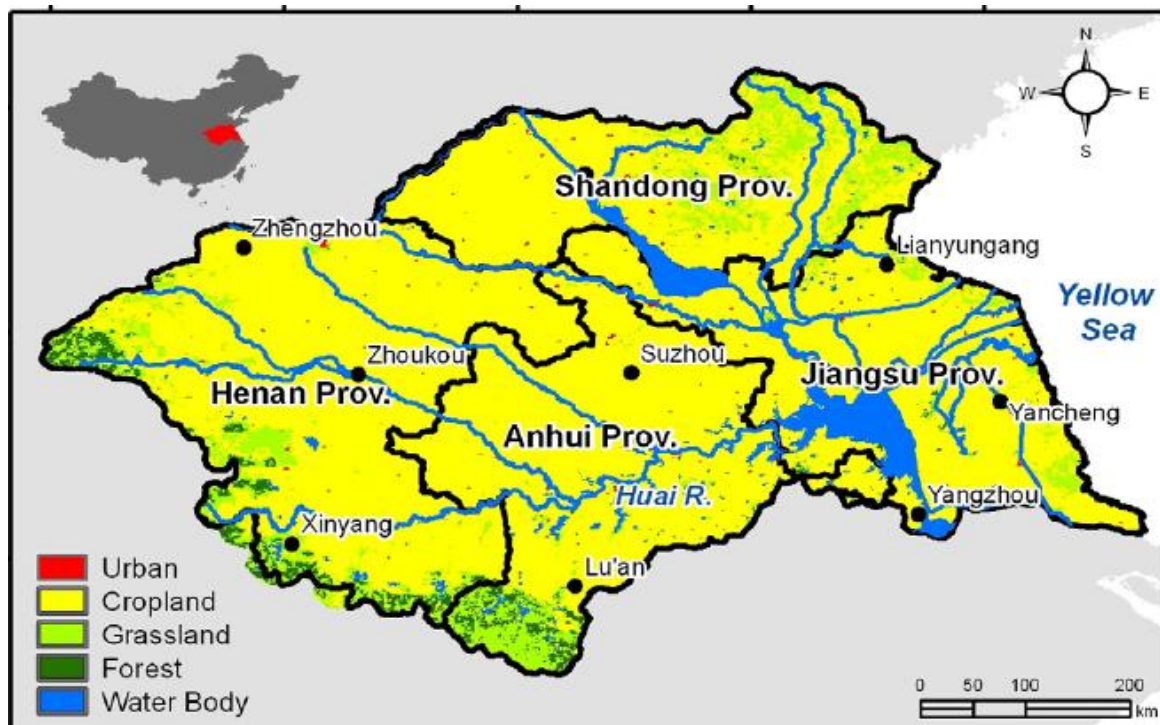 N
W E
S
Shandong Prov.
Zhengzhou
Lianyungang
Yellow
Sea
Zhoukou
Suzhou
Henan Prov.
Jiangsu Prov.
Yancheng
Anhui Prov.
Huai R.
Yangzhou
Xinyang
Lu'an
Urban
Cropland
Grassland
Forest
Water Body
0 50 100 200
km